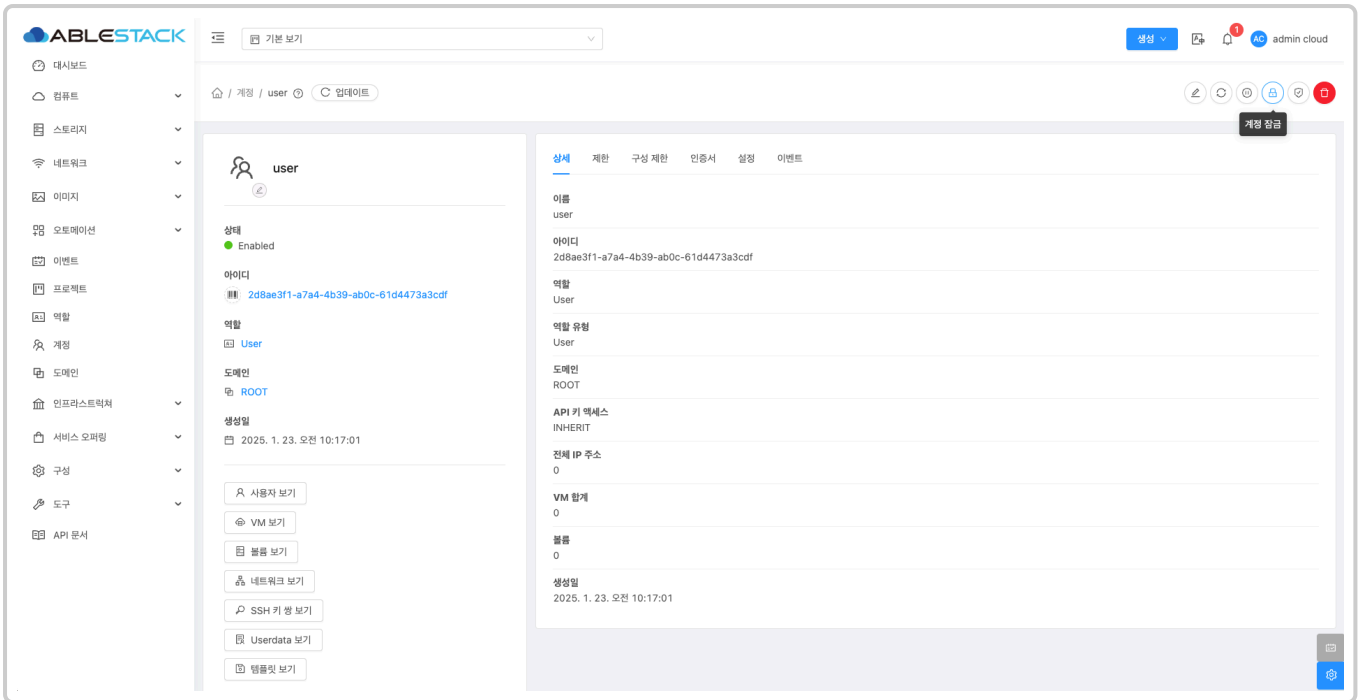 ABLESTACK
기본 보기
생성
1
AC
admin cloud
대시보드
컴퓨트
스토리지
네트워크
이미지
오토메이션
이벤트
프로젝트
역할
계정
도메인
인프라스트럭쳐
서비스 오퍼링
구성
도구
API 문서
/ 계정 / user
업데이트
계정 잠금
user
상태
Enabled
아이디
2d8ae3f1-a7a4-4b39-ab0c-61d4473a3cdf
역할
User
도메인
ROOT
생성일
2025. 1. 23. 오전 10:17:01
사용자 보기
VM 보기
볼륨 보기
네트워크 보기
SSH 키 쌍 보기
Userdata 보기
템플릿 보기
상세 제한 구성 제한 인증서 설정 이벤트
이름
user
아이디
2d8ae3f1-a7a4-4b39-ab0c-61d4473a3cdf
역할
User
역할 유형
User
도메인
ROOT
API 키 액세스
INHERIT
전체 IP 주소
0
VM 합계
0
볼륨
0
생성일
2025. 1. 23. 오전 10:17:01